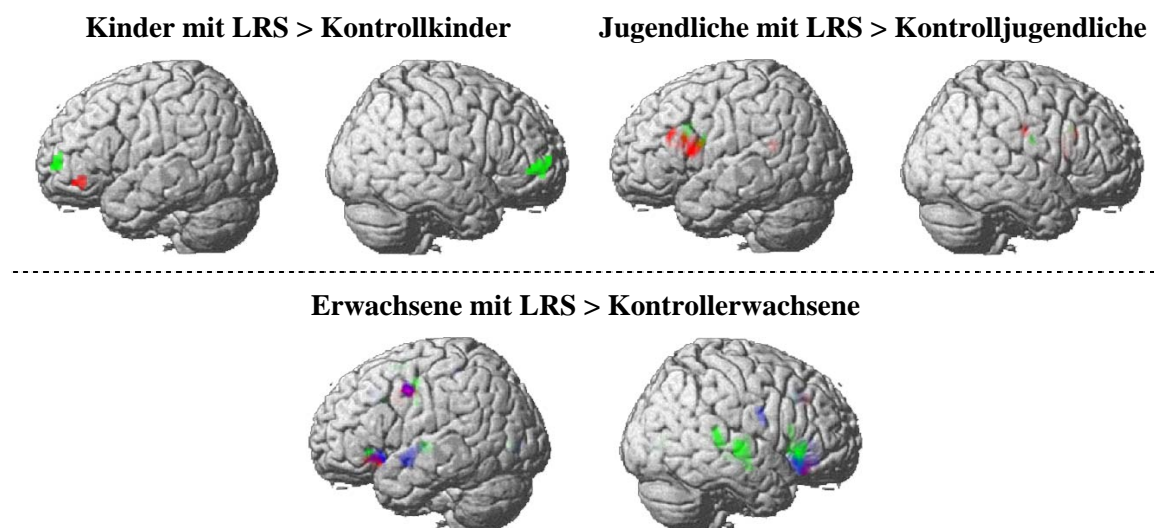 Kinder mit LRS > Kontrollkinder
Jugendliche mit LRS > Kontrolljugendliche
Erwachsene mit LRS > Kontrollerwachsene